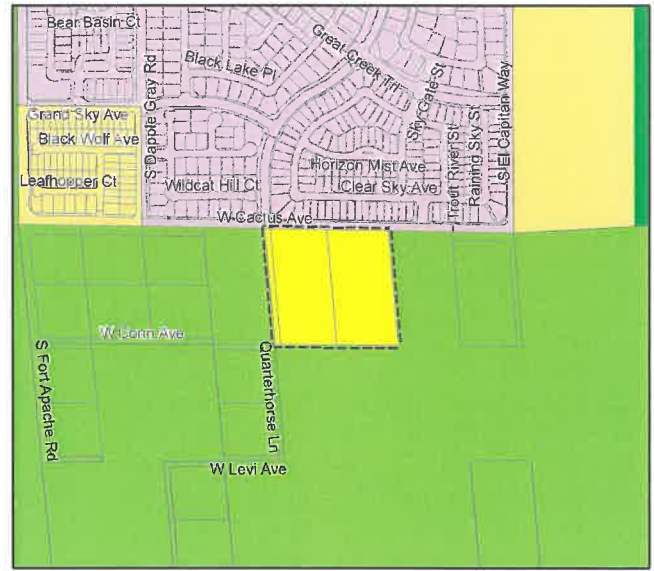 Bear Basin Ct
Great Creek Trl
S Dapple Gray Rd
Black Lake Pl
Sky Gate St
S El Capitan Way
Grand Sky Ave
Black Wolf Ave
Trout River St
Raining Sky St
Horizon Mist Ave
Leafhopper Ct
Wildcat Hill Ct
Clear Sky Ave
W Cactus Ave
W Conn Ave
S Fort Apache Rd
Quarterhorse Ln
W Levi Ave